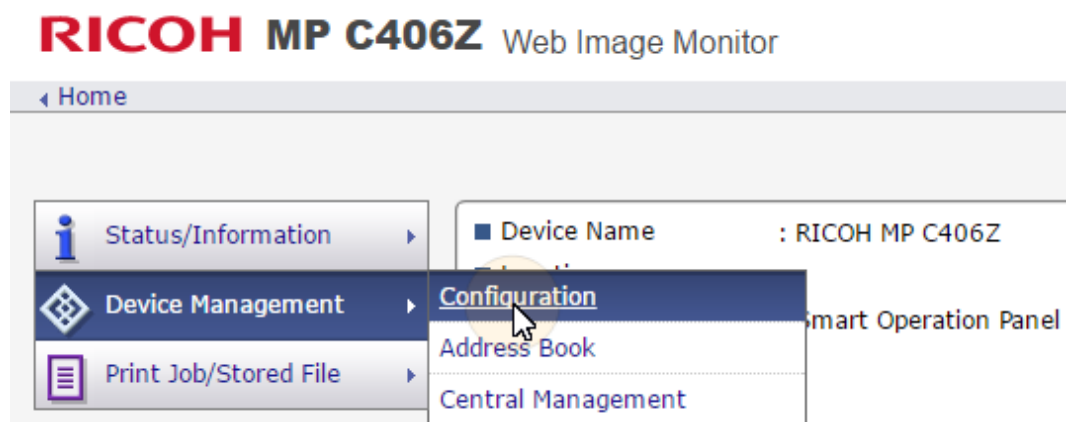 RICOH MP C406Z Web Image Monitor
Home
Status/Information
Device Name : RICOH MP C406Z
Device Management
Configuration
Smart Operation Panel
Address Book
Print Job/Stored File
Central Management